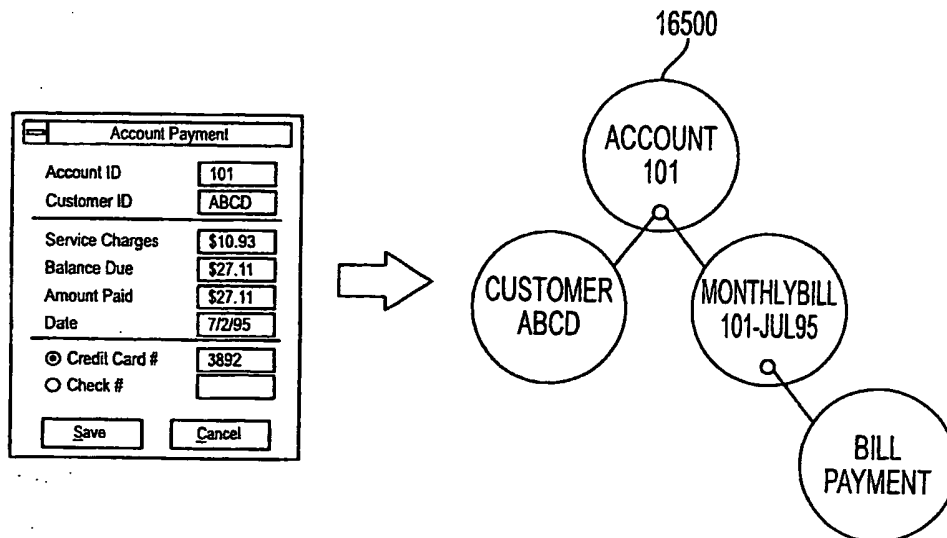 16500
Account Payment
Account ID 101
Customer ID ABCD
Service Charges $10.93
Balance Due $27.11
Amount Paid $27.11
Date 7/2/95
Credit Card # 3892
Check #
Save Cancel
ACCOUNT
101
CUSTOMER
ABCD
MONTHLYBILL
101-JUL95
BILL
PAYMENT